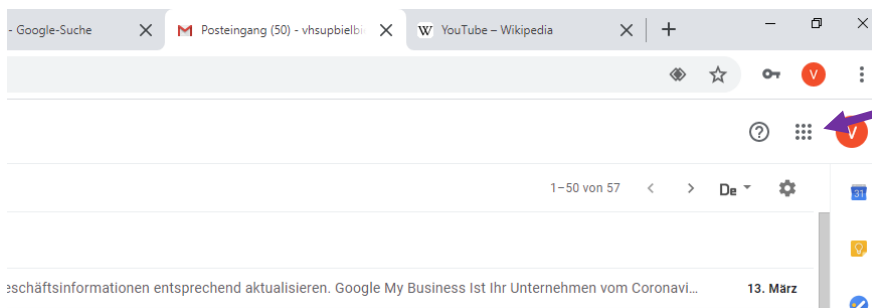 - Google-Suche
Posteingang (50) - vhsupbielbi
W YouTube – Wikipedia
V
V
1–50 von 57
De
31
eschäftsinformationen entsprechend aktualisieren. Google My Business Ist Ihr Unternehmen vom Coronavi...
13. März